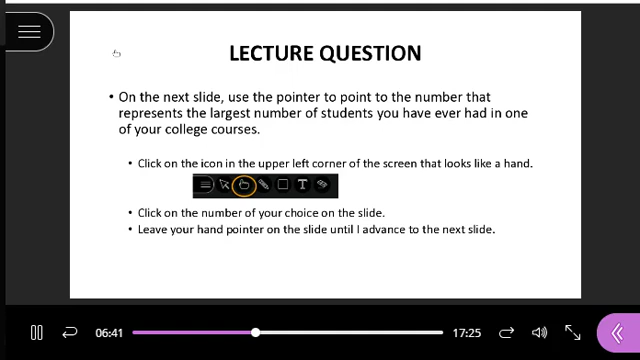 LECTURE QUESTION
• On the next slide, use the pointer to point to the number that
represents the largest number of students you have ever had in one
of your college courses.
• Click on the icon in the upper left corner of the screen that looks like a hand.
T
• Click on the number of your choice on the slide.
• Leave your hand pointer on the slide until I advance to the next slide.
06:41
17:25